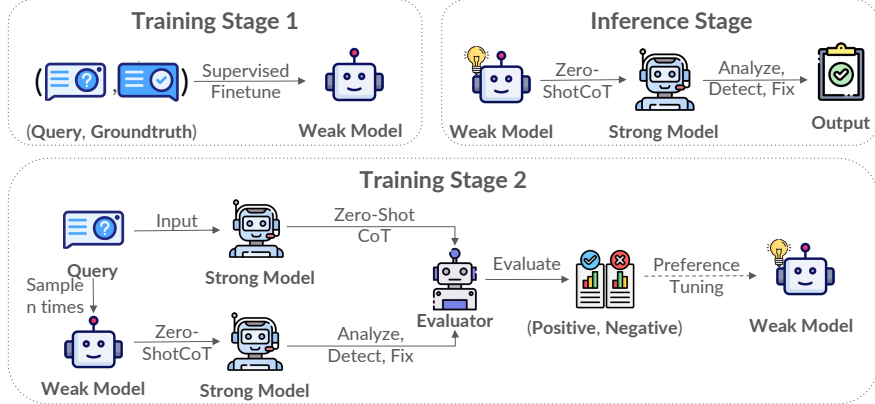 Training Stage 1
( , )
Supervised
Finetune
(Query, Groundtruth)
Weak Model
Inference Stage
Zero-
ShotCoT
Analyze,
Detect, Fix
Weak Model
Strong Model
Output
Training Stage 2
Input
Zero-Shot
CoT
Query
Strong Model
Sample
n times
Evaluate
Preference
Tuning
Evaluator
(Positive, Negative)
Weak Model
Zero-
ShotCoT
Analyze,
Detect, Fix
Weak Model
Strong Model